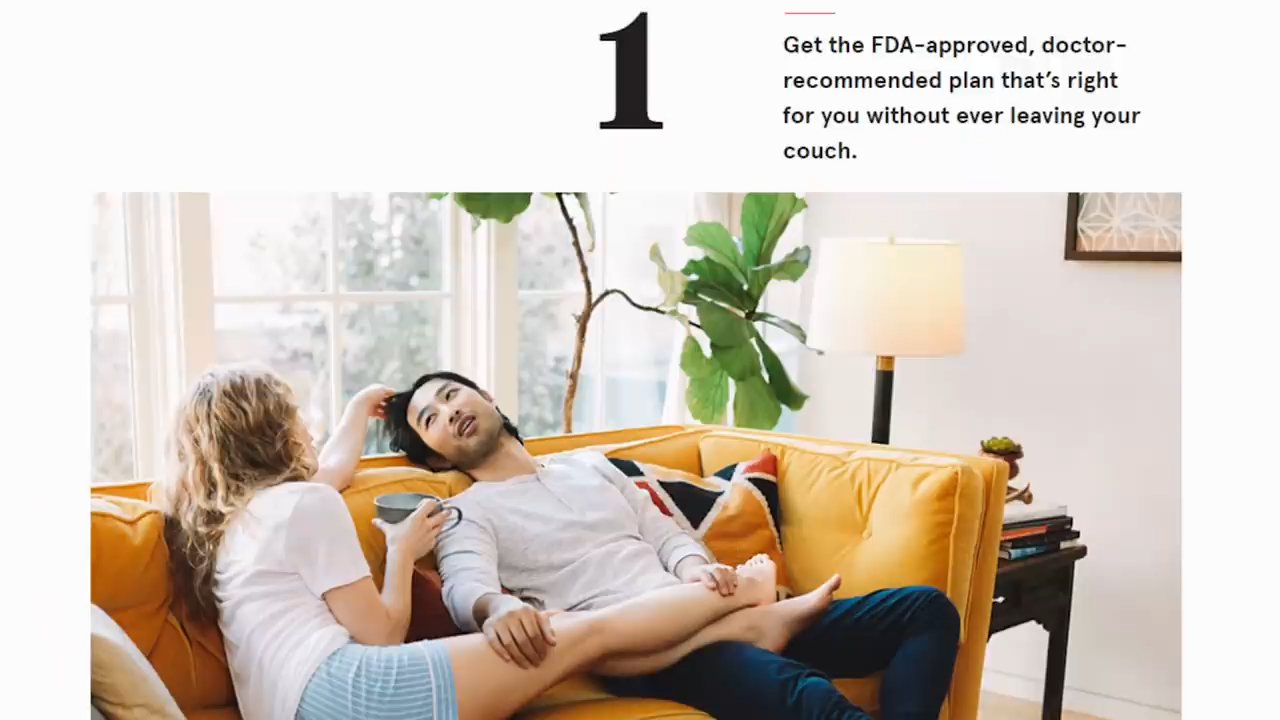 1
Get the FDA-approved, doctor-
recommended plan that’s right
for you without ever leaving your
couch.